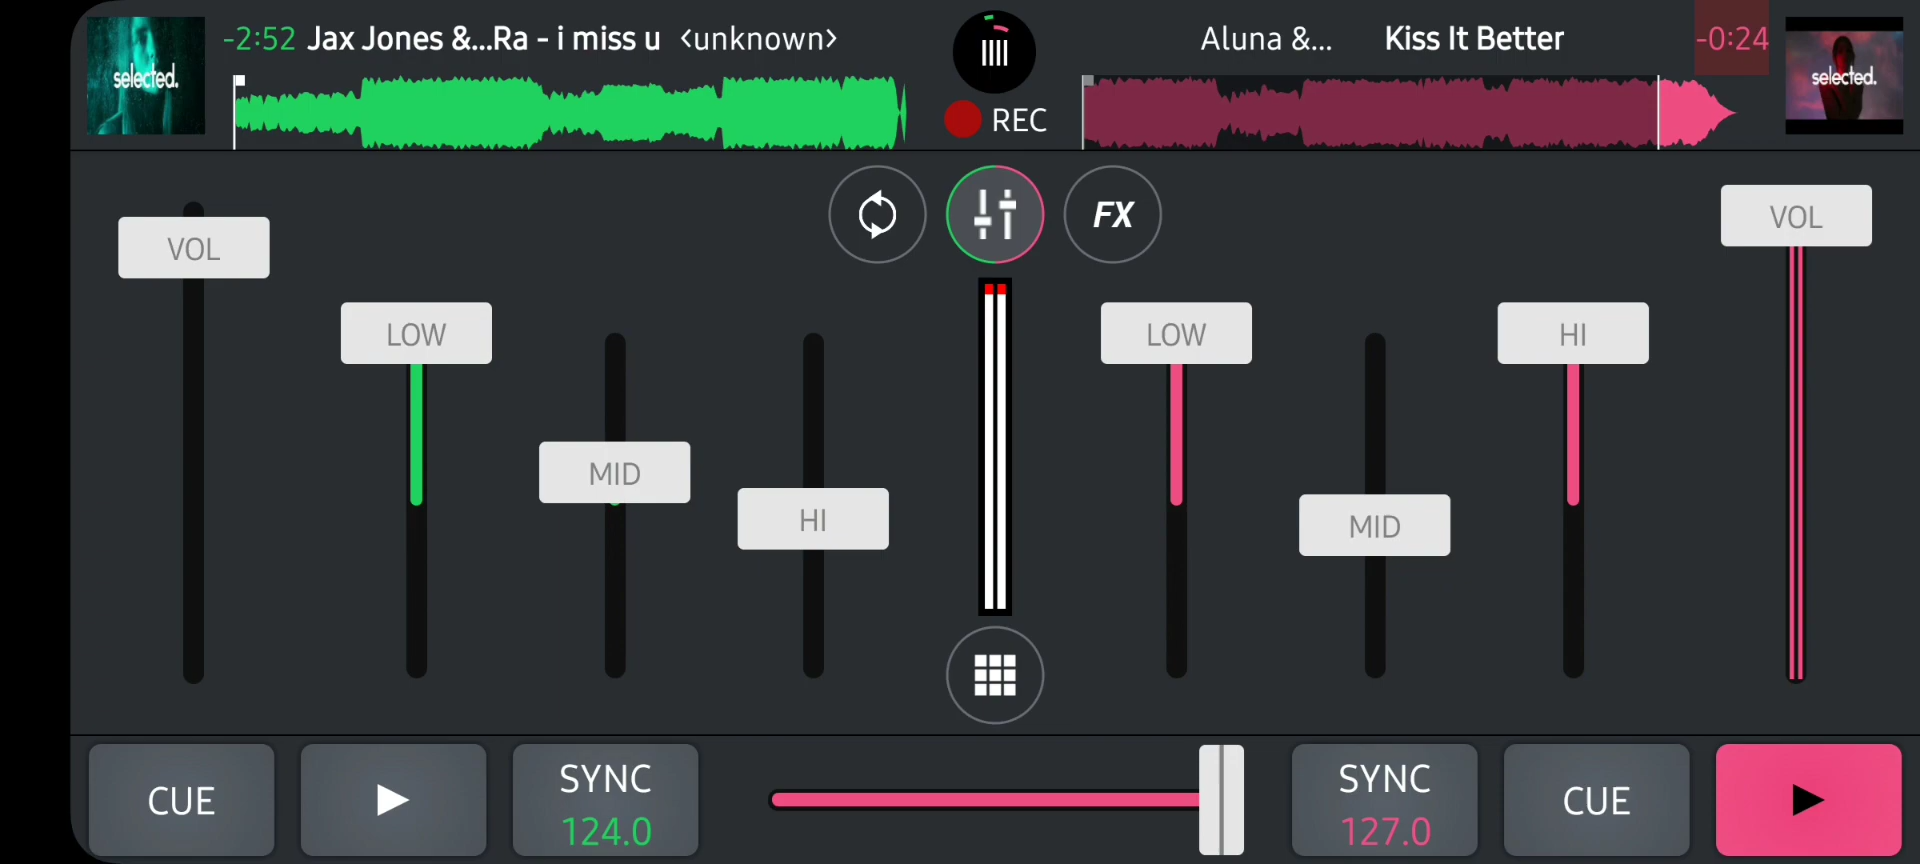 selected.
-2:52 Jax Jones &...Ra - i miss u <unknown>
REC
Aluna &... Kiss It Better -0:24
selected.
FX
VOL
LOW
MID
HI
LOW
MID
HI
VOL
CUE
SYNC
124.0
SYNC
127.0
CUE